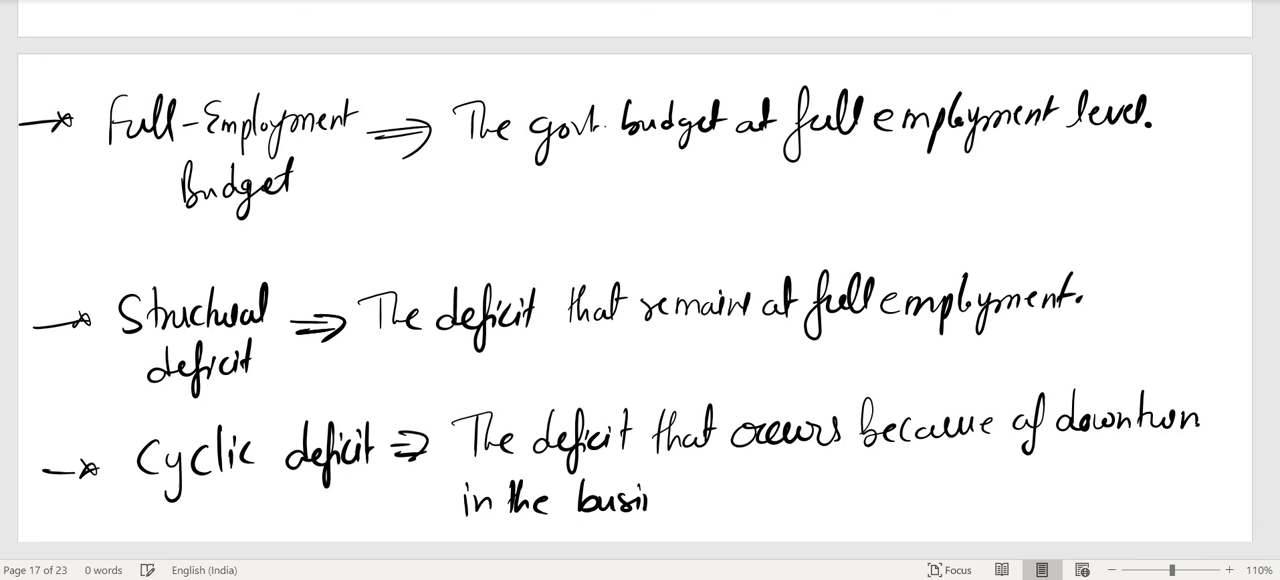 Full-Employment ⇒ The govt. budget at full employment level.
Budget
Structural ⇒ The deficit that remains at full employment.
deficit
Cyclic deficit ⇒ The deficit that occurs because of downturn
in the busi
Page 17 of 23 0 words English (India) Focus 110%